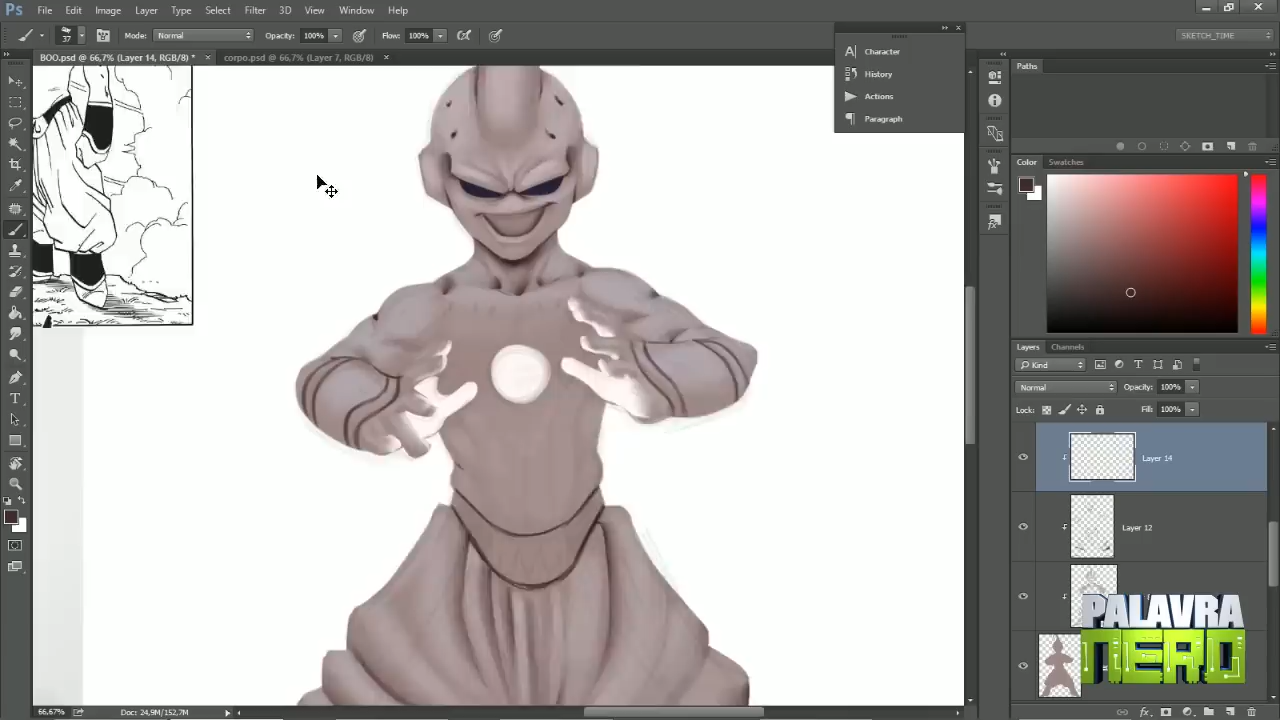 Ps File Edit Image Layer Type Select Filter 3D View Window Help
37 Mode: Normal Opacity: 100% Flow: 100% SKETCH_TIME
BOO.psd @ 66,7% (Layer 14, RGB/8) * × corpo.psd @ 66,7% (Layer 7, RGB/8) ×
Character
History
Actions
Paragraph
Paths
Color Swatches
Layers Channels
Kind
Normal Opacity: 100%
Lock: Fill: 100%
Layer 14
Layer 12
PALAVRA
NERD
66,67% Doc: 24,9M/152,7M